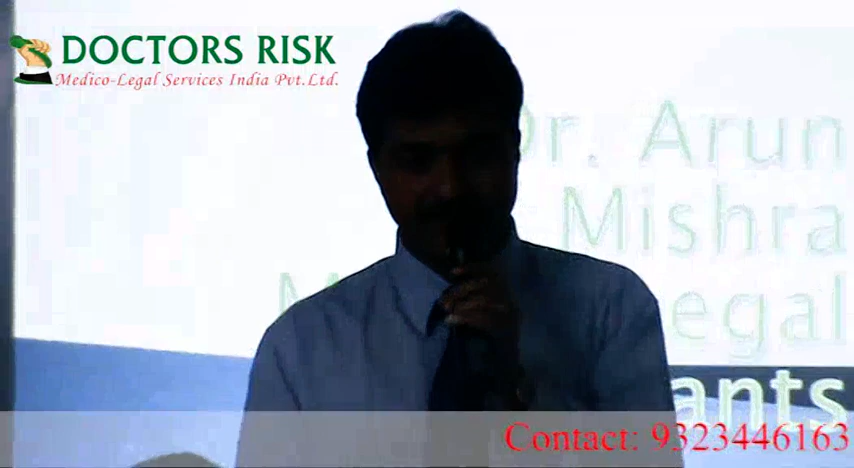 DOCTORS RISK
Medico-Legal Services India Pvt.Ltd.
Dr. Arun
Mishra
M egal
ants
Contact: 9323446163